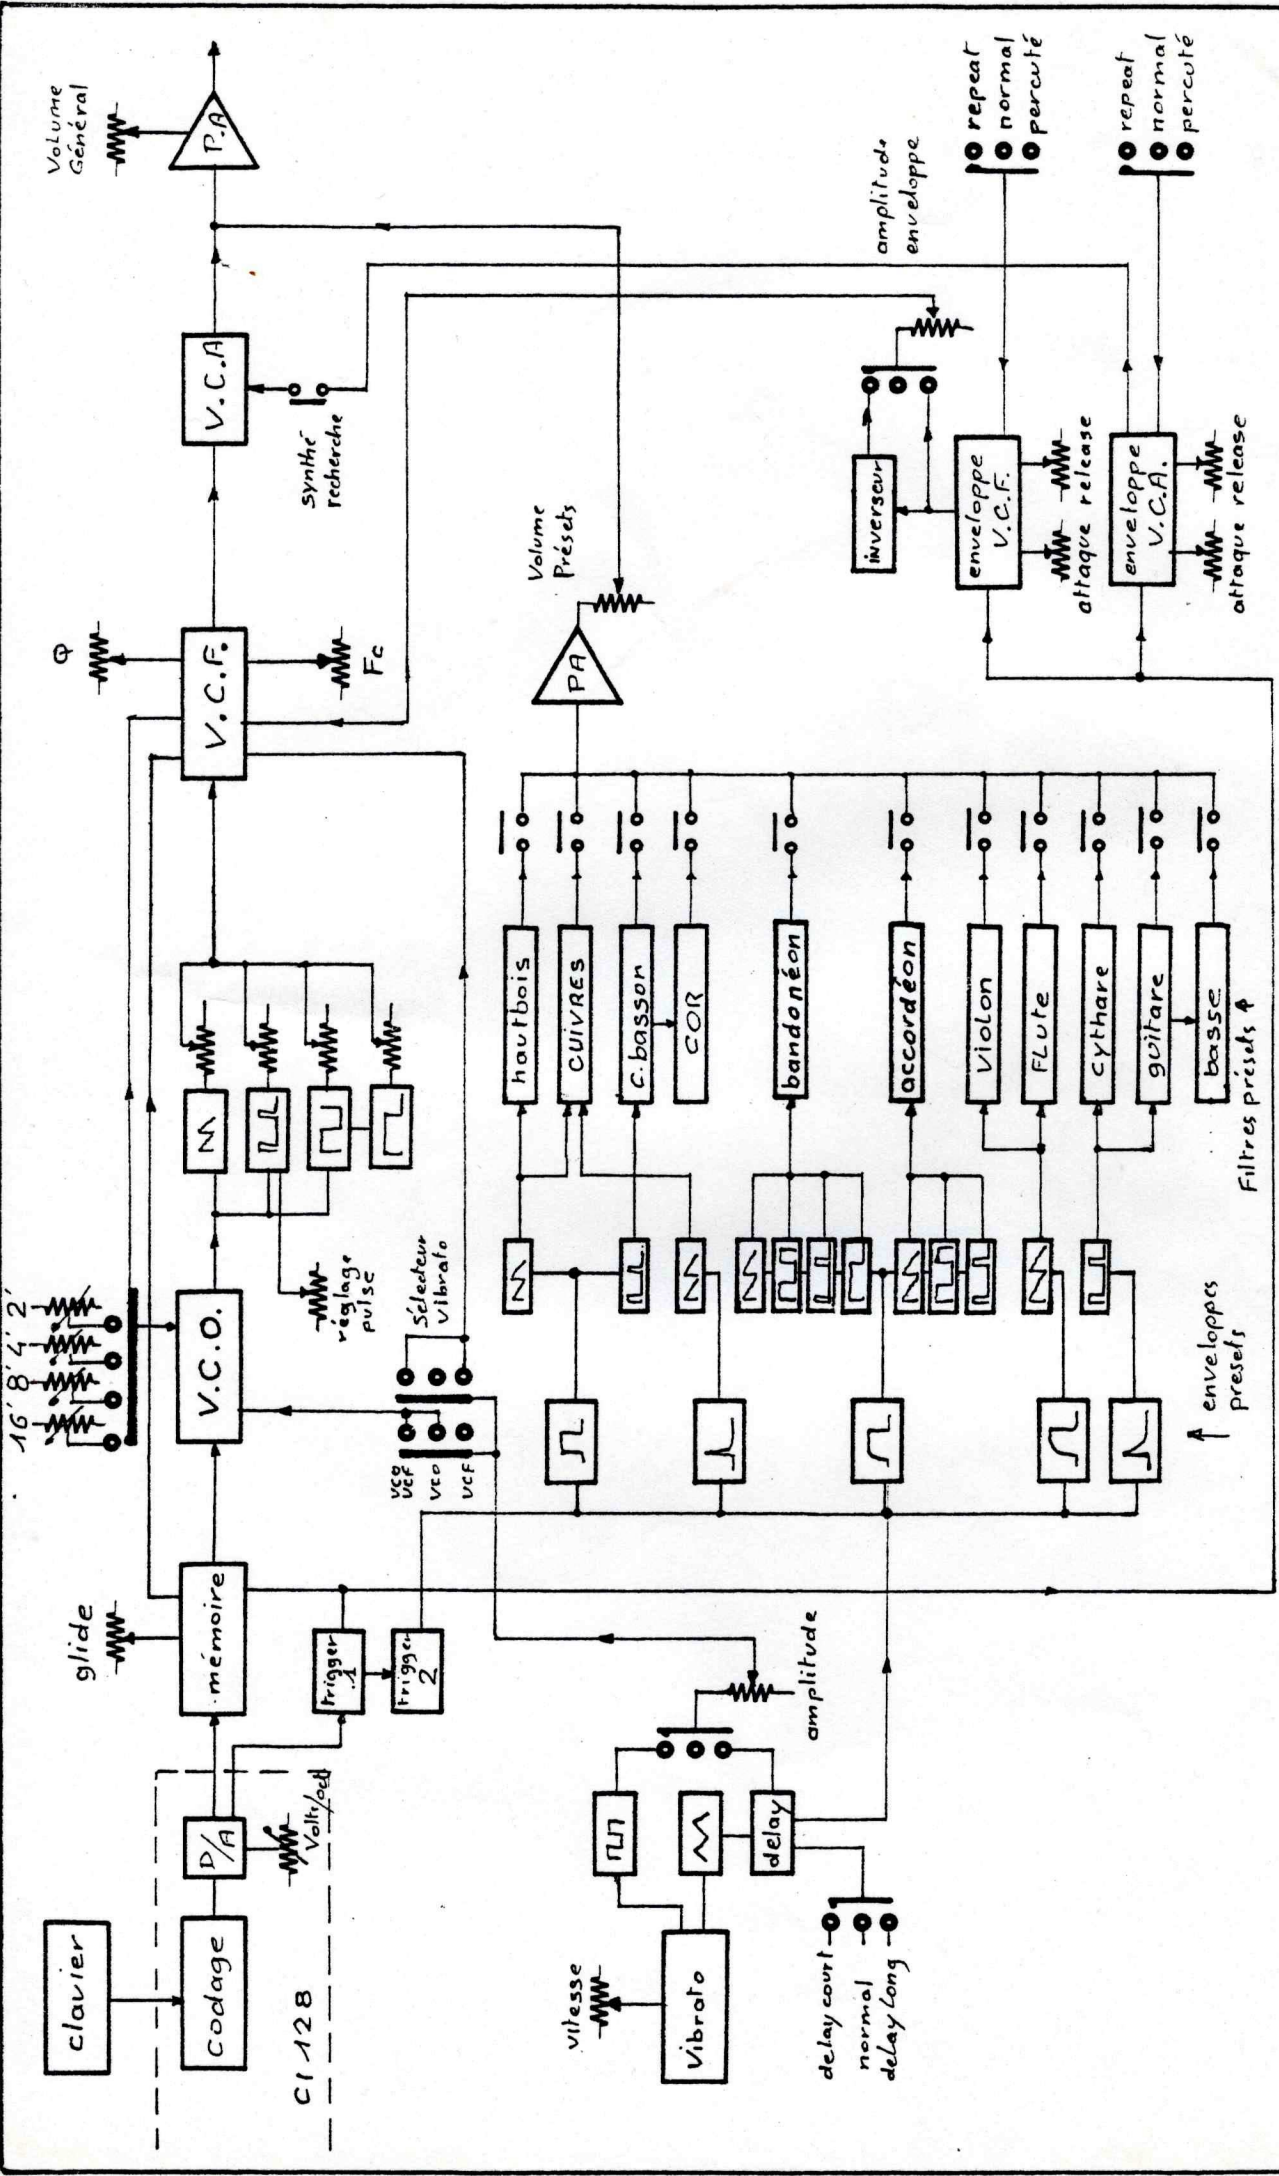 clavier
codage
CI 128
D/A
Volts/oct
glide
mémoire
trigger
1
trigger
2
16' 8' 4' 2'
V.C.O.
réglage
pulse
Sélecteur
vibrato
VCO
VCF
VCO
VCF
Q
V.C.F.
Fc
V.C.A
synthé
recherche
Volume
Général
P.A
vitesse
Vibrato
delay
delay court
normal
delay long
amplitude
enveloppes
presets
hautbois
CUIVRES
C.basson
COR
bandonéon
accordéon
Violon
FLute
Cythare
guitare
basse
Filtres présets
PA
Volume
Présets
inverseur
amplitude
enveloppe
enveloppe
V.C.F.
attaque release
enveloppe
V.C.A.
attaque release
repeat
normal
percuté
repeat
normal
percuté